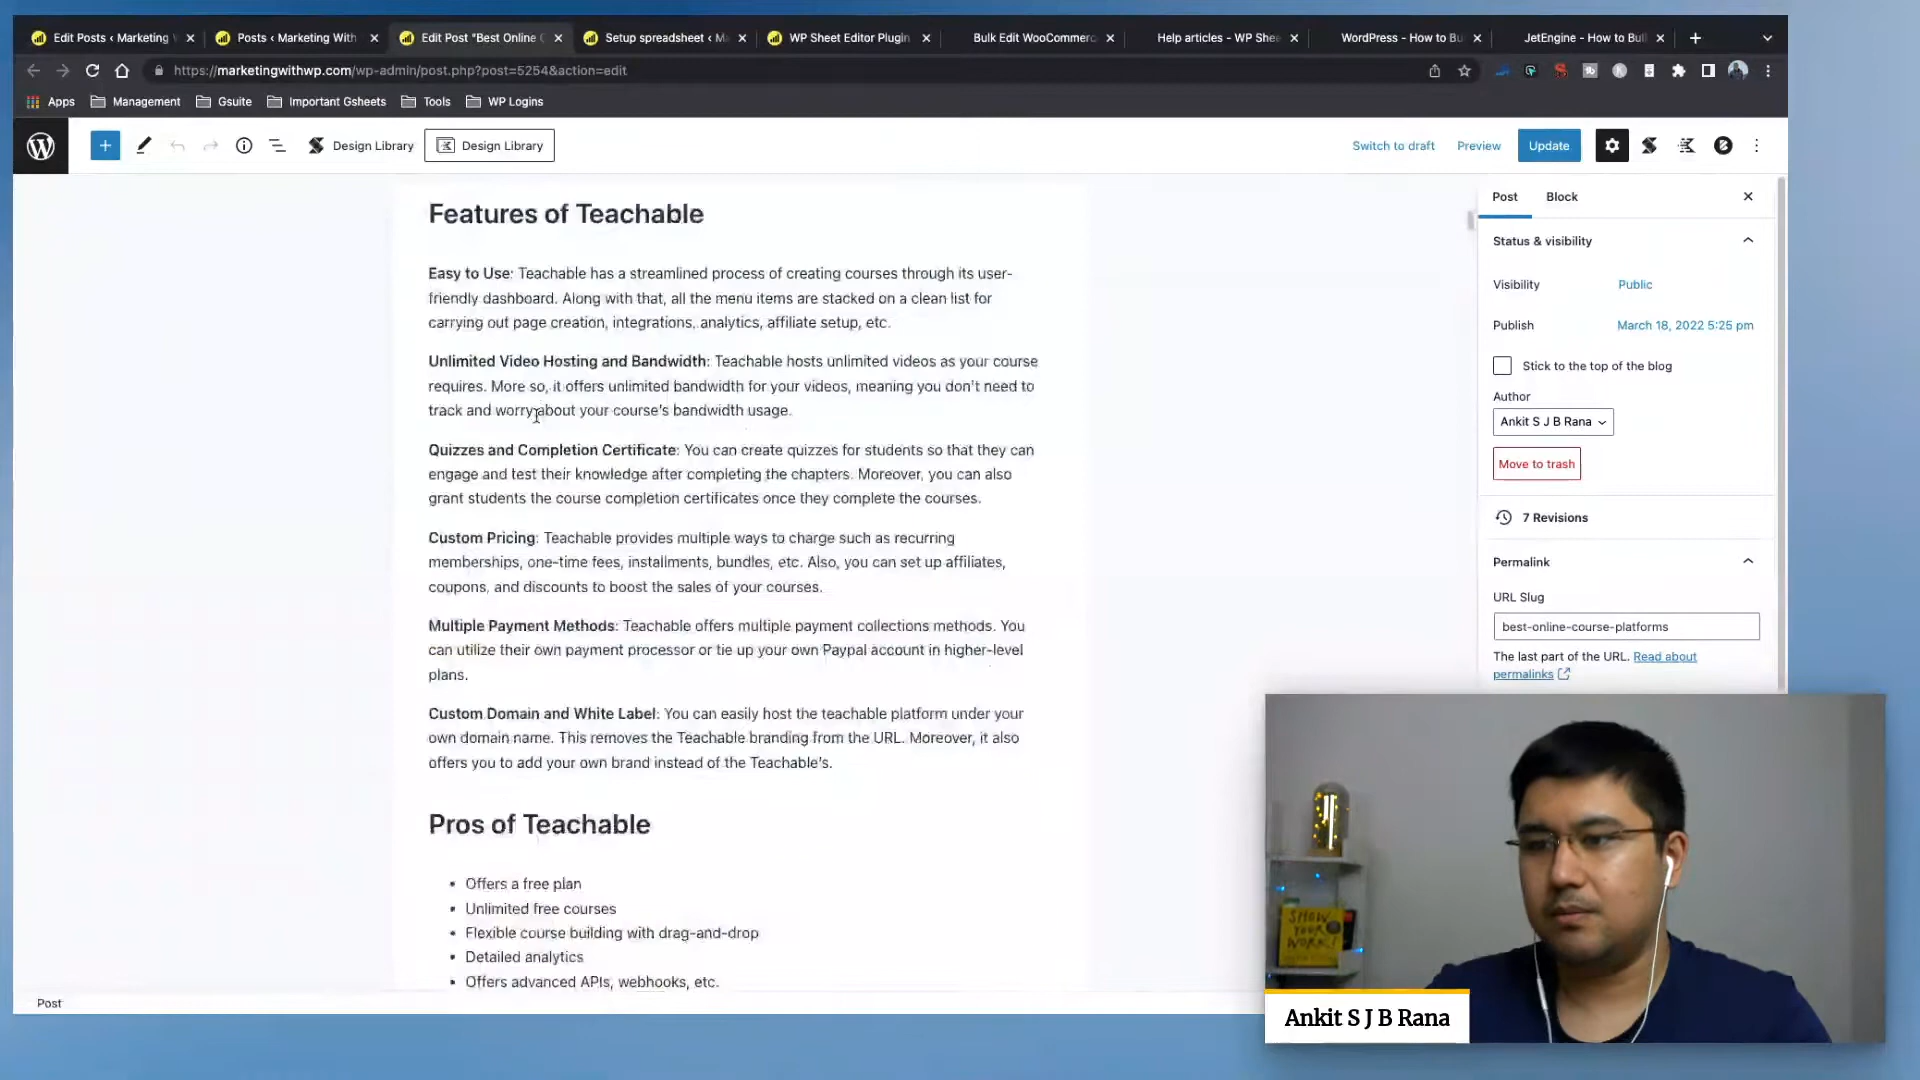 Edit Posts ‹ Marketing
Posts ‹ Marketing With
Edit Post "Best Online
Setup spreadsheet ‹ Ma
WP Sheet Editor Plugin
Bulk Edit WooCommerc
Help articles - WP She
WordPress - How to Bu
JetEngine - How to Buil
https://marketingwithwp.com/wp-admin/post.php?post=5254&action=edit
Apps Management Gsuite Important Gsheets Tools WP Logins
Design Library Design Library Switch to draft Preview Update
Features of Teachable
Easy to Use: Teachable has a streamlined process of creating courses through its user-
friendly dashboard. Along with that, all the menu items are stacked on a clean list for
carrying out page creation, integrations, analytics, affiliate setup, etc.
Unlimited Video Hosting and Bandwidth: Teachable hosts unlimited videos as your course
requires. More so, it offers unlimited bandwidth for your videos, meaning you don't need to
track and worry about your course's bandwidth usage.
Quizzes and Completion Certificate: You can create quizzes for students so that they can
engage and test their knowledge after completing the chapters. Moreover, you can also
grant students the course completion certificates once they complete the courses.
Custom Pricing: Teachable provides multiple ways to charge such as recurring
memberships, one-time fees, installments, bundles, etc. Also, you can set up affiliates,
coupons, and discounts to boost the sales of your courses.
Multiple Payment Methods: Teachable offers multiple payment collections methods. You
can utilize their own payment processor or tie up your own Paypal account in higher-level
plans.
Custom Domain and White Label: You can easily host the teachable platform under your
own domain name. This removes the Teachable branding from the URL. Moreover, it also
offers you to add your own brand instead of the Teachable's.
Pros of Teachable
• Offers a free plan
• Unlimited free courses
• Flexible course building with drag-and-drop
• Detailed analytics
• Offers advanced APIs, webhooks, etc.
Post
Post Block
Status & visibility
Visibility Public
Publish March 18, 2022 5:25 pm
Stick to the top of the blog
Author
Ankit S J B Rana
Move to trash
7 Revisions
Permalink
URL Slug
best-online-course-platforms
The last part of the URL. Read about
permalinks
SHOW
YOUR
WORK!
Ankit S J B Rana